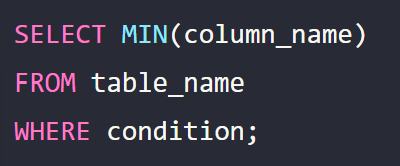 SELECT MIN(column_name)
FROM table_name
WHERE condition;